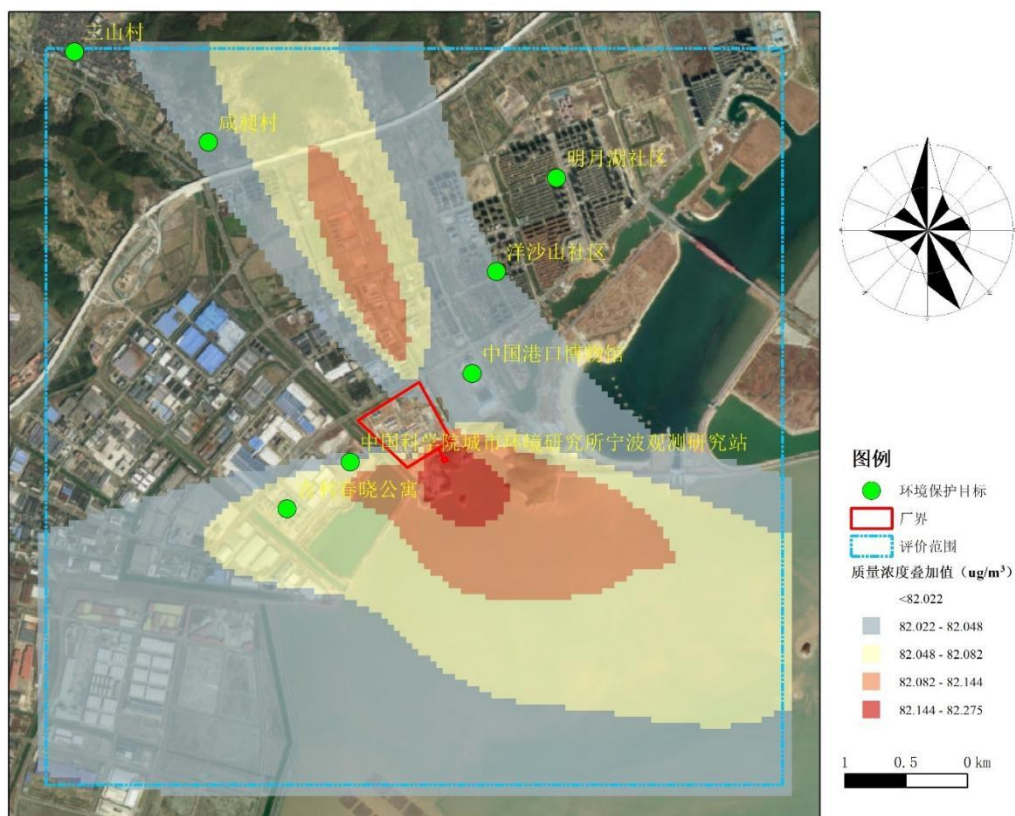 三山村
咸昶村
明月湖社区
洋沙山社区
中国港口博物馆
中国科学院城市环境研究所宁波观测研究站
春晓公寓
图例
环境保护目标
厂界
评价范围
质量浓度叠加值（ug/m³）
<82.022
82.022 - 82.048
82.048 - 82.082
82.082 - 82.144
82.144 - 82.275
1 0.5 0 km